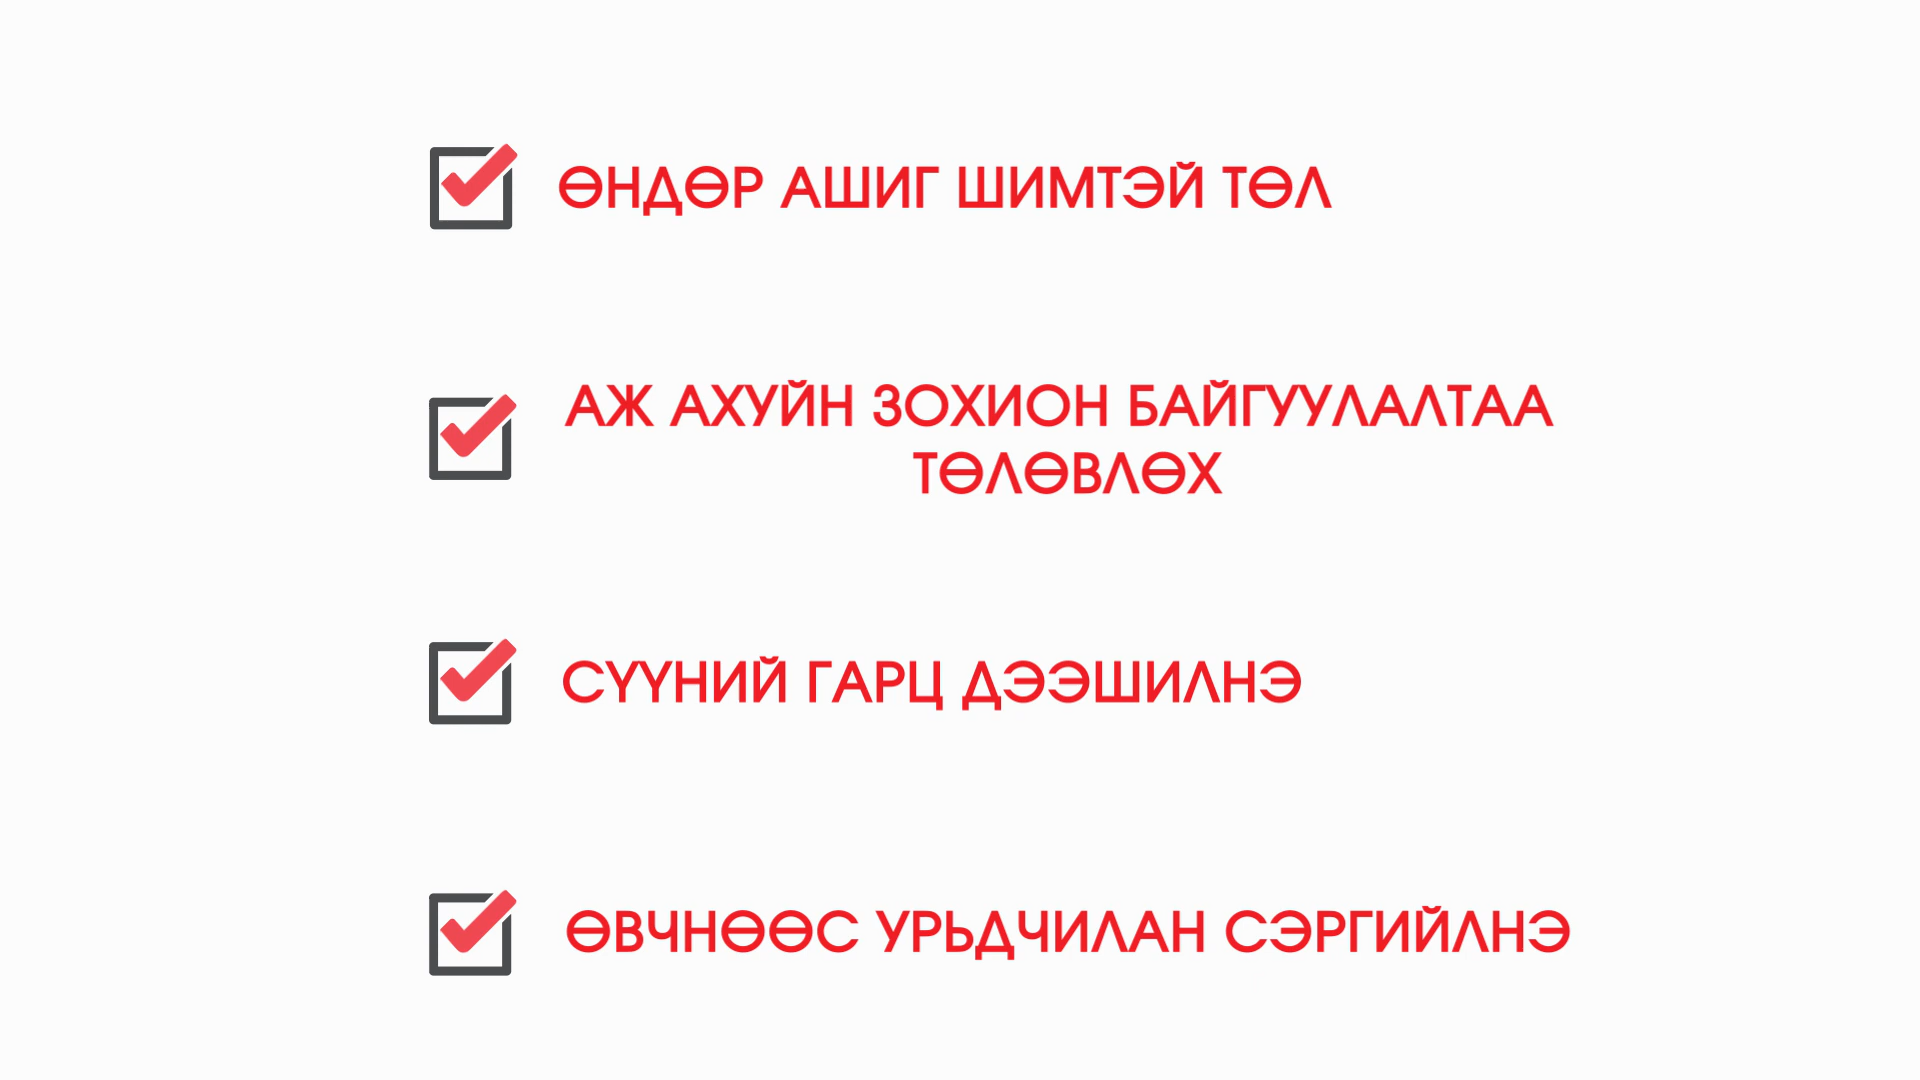 ӨНДӨР АШИГ ШИМТЭЙ ТӨЛ
АЖ АХУЙН ЗОХИОН БАЙГУУЛАЛТАА
ТӨЛӨВЛӨХ
СҮҮНИЙ ГАРЦ ДЭЭШИЛНЭ
ӨВЧНӨӨС УРЬДЧИЛАН СЭРГИЙЛНЭ